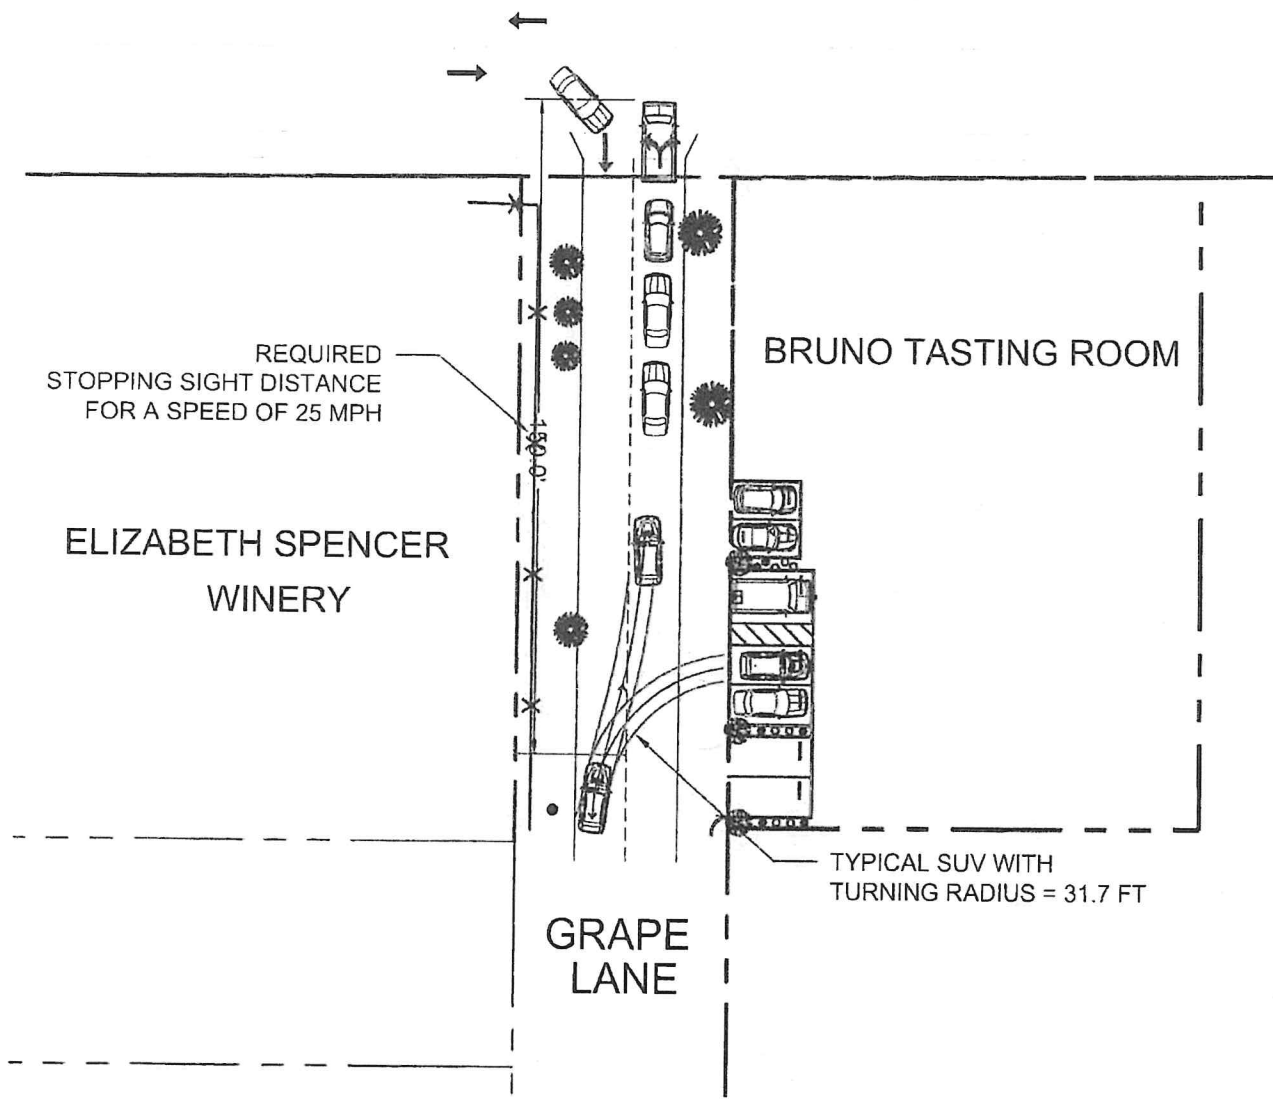 REQUIRED
STOPPING SIGHT DISTANCE
FOR A SPEED OF 25 MPH
150.0'
BRUNO TASTING ROOM
ELIZABETH SPENCER
WINERY
TYPICAL SUV WITH
TURNING RADIUS = 31.7 FT
GRAPE
LANE